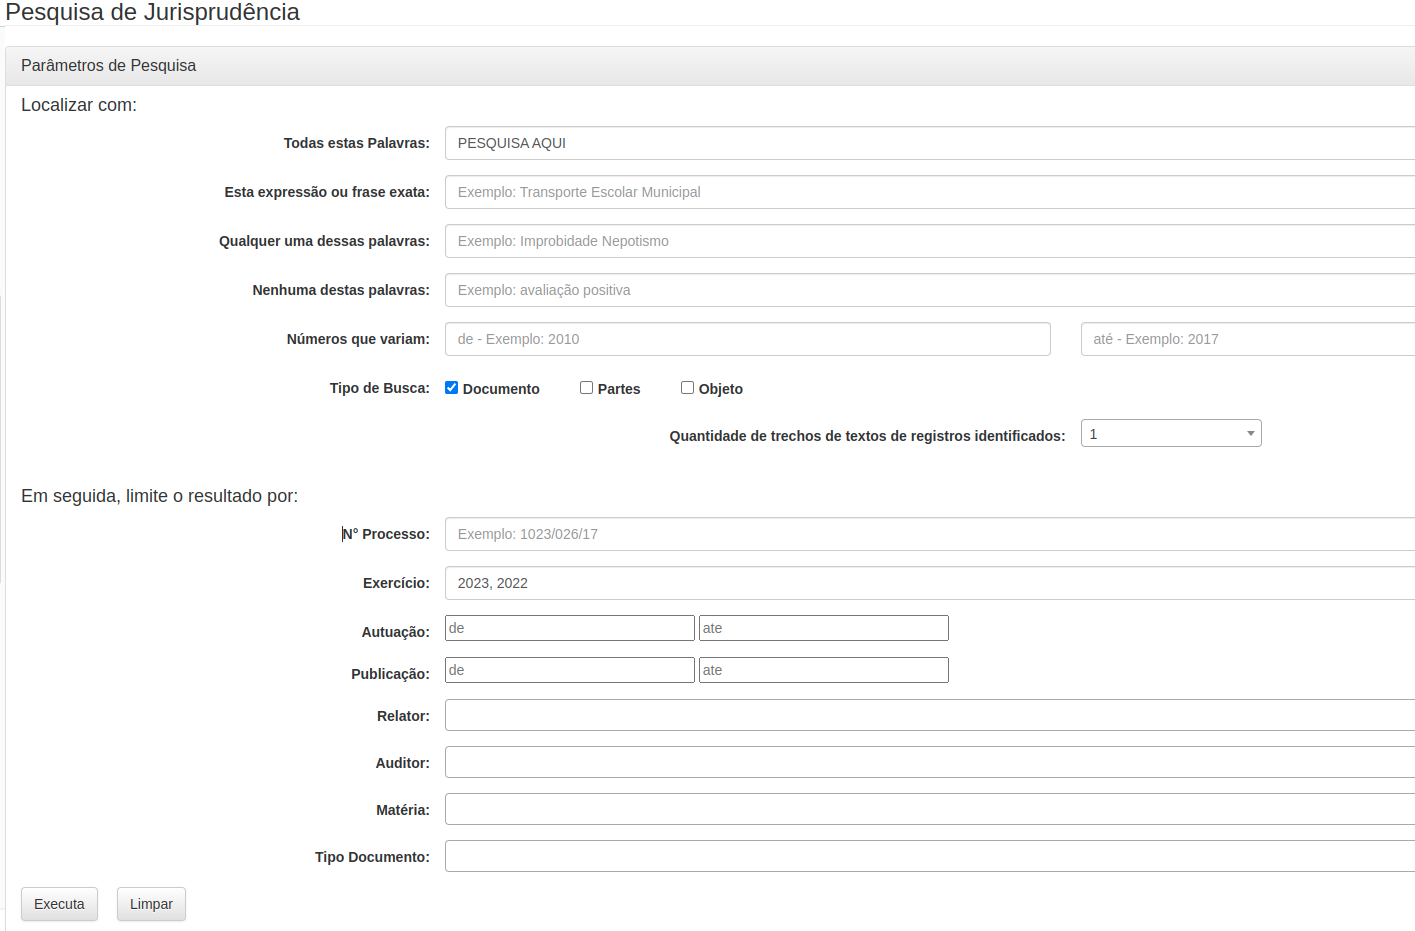 Pesquisa de Jurisprudência
Parâmetros de Pesquisa
Localizar com:
Todas estas Palavras: PESQUISA AQUI
Esta expressão ou frase exata: Exemplo: Transporte Escolar Municipal
Qualquer uma dessas palavras: Exemplo: Improbidade Nepotismo
Nenhuma destas palavras: Exemplo: avaliação positiva
Números que variam: de - Exemplo: 2010 até - Exemplo: 2017
Tipo de Busca: Documento Partes Objeto
Quantidade de trechos de textos de registros identificados: 1
Em seguida, limite o resultado por:
N° Processo: Exemplo: 1023/026/17
Exercício: 2023, 2022
Autuação: de ate
Publicação: de ate
Relator:
Auditor:
Matéria:
Tipo Documento:
Executa Limpar